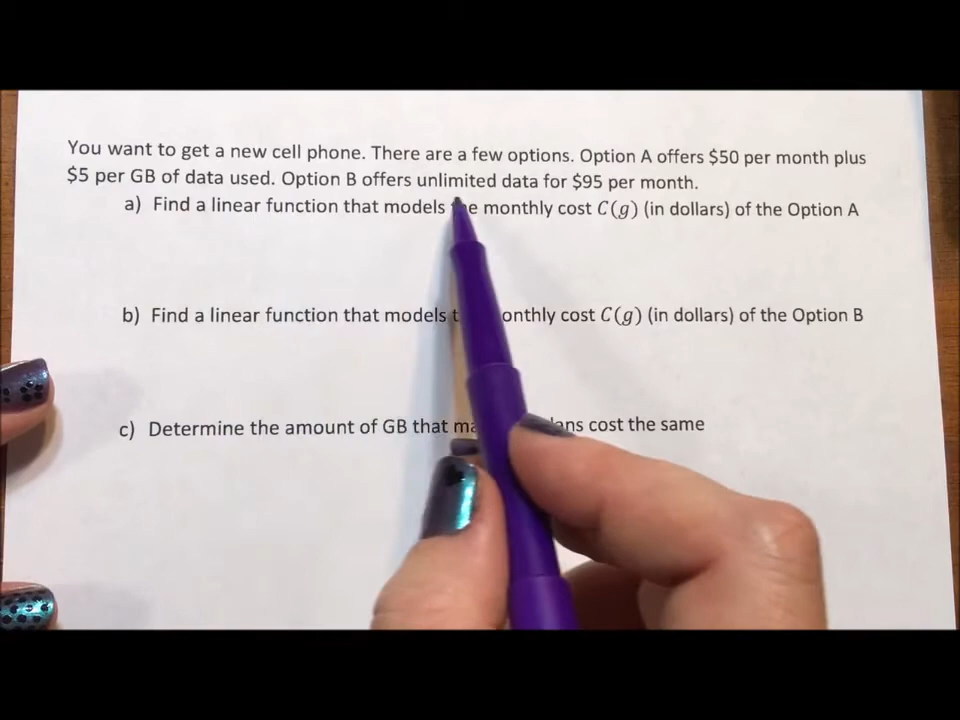 You want to get a new cell phone. There are a few options. Option A offers $50 per month plus
$5 per GB of data used. Option B offers unlimited data for $95 per month.
a) Find a linear function that models the monthly cost C(g) (in dollars) of the Option A
b) Find a linear function that models monthly cost C(g) (in dollars) of the Option B
c) Determine the amount of GB that cost the same